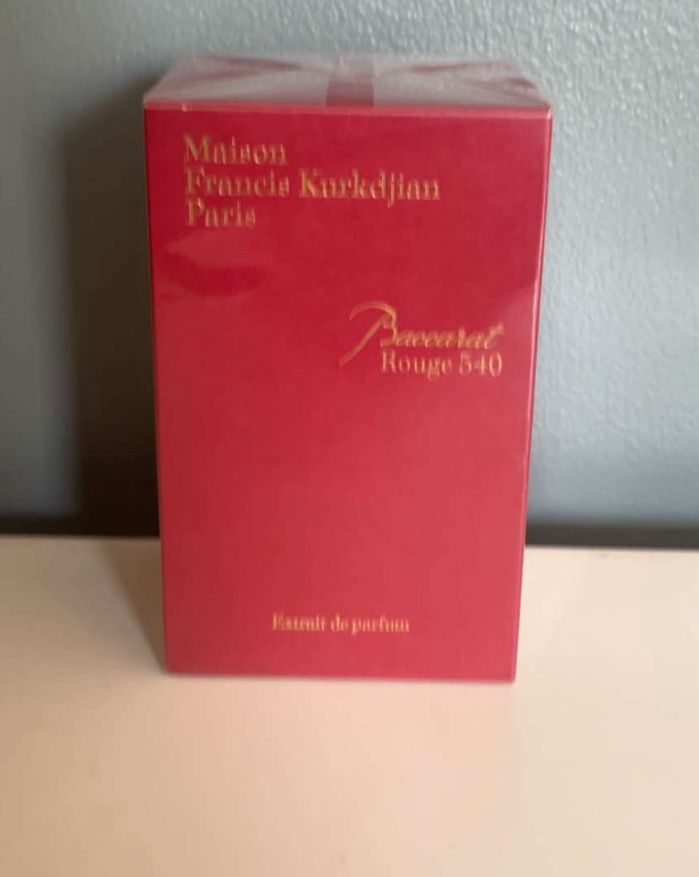 Maison
Francis Kurkdjian
Paris
Baccarat
Rouge 540
Extrait de parfum